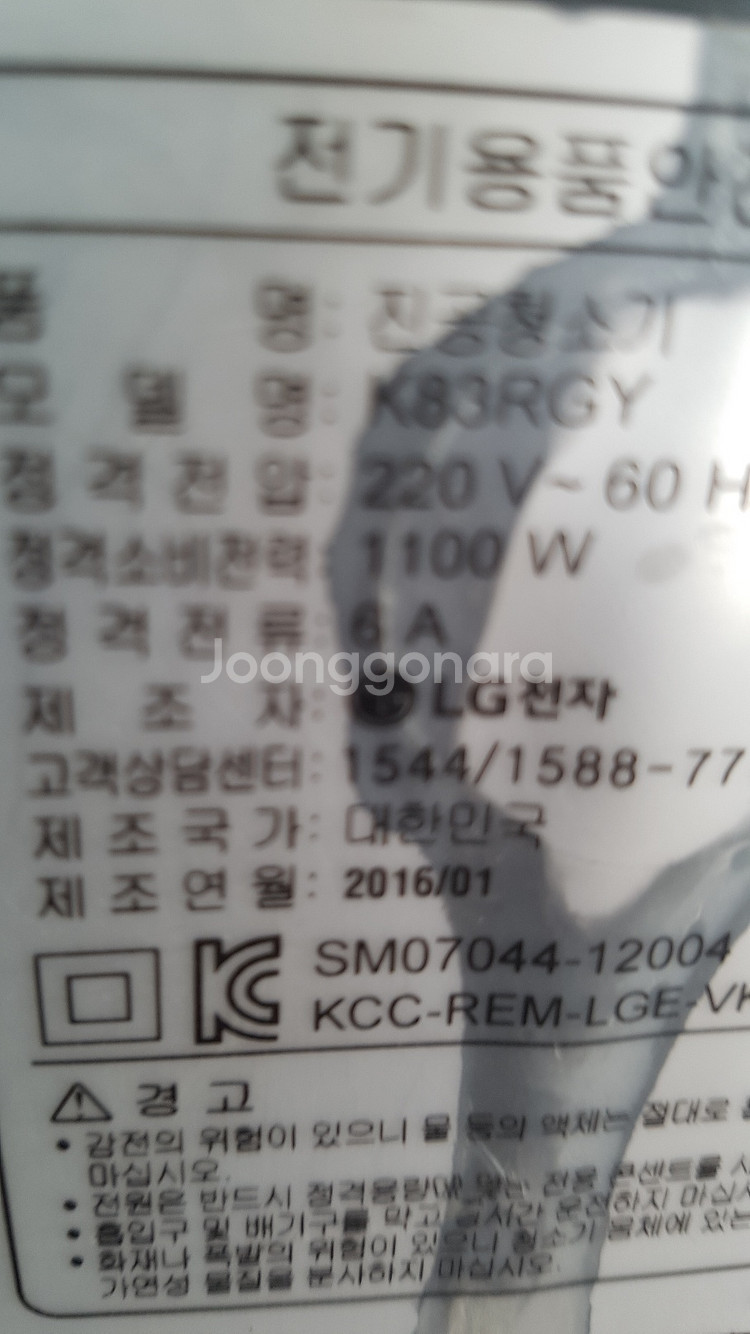 전기용품안전
품 명: 진공청소기
모 델 명: K83RGY
정격전압: 220 V~ 60 H
정격소비전력: 1100 W
정격전류: 6 A
Joonggonara
제 조 자: LG전자
고객상담센터: 1544/1588-77
제조국가: 대한민국
제조연월: 2016/01
SM07044-12004
KCC-REM-LGE-VK
경 고
• 감전의 위험이 있으니 물 등의 액체는 절대로
마십시오.
• 전원은 반드시 정격용량에 맞는 전용 콘센트를
• 흡입구 및 배기구를 막고 장시간 운전하지 마십시
• 화재나 폭발의 위험이 있으니 청소기 몸체에 있는
가연성 물질을 분사하지 마십시오.